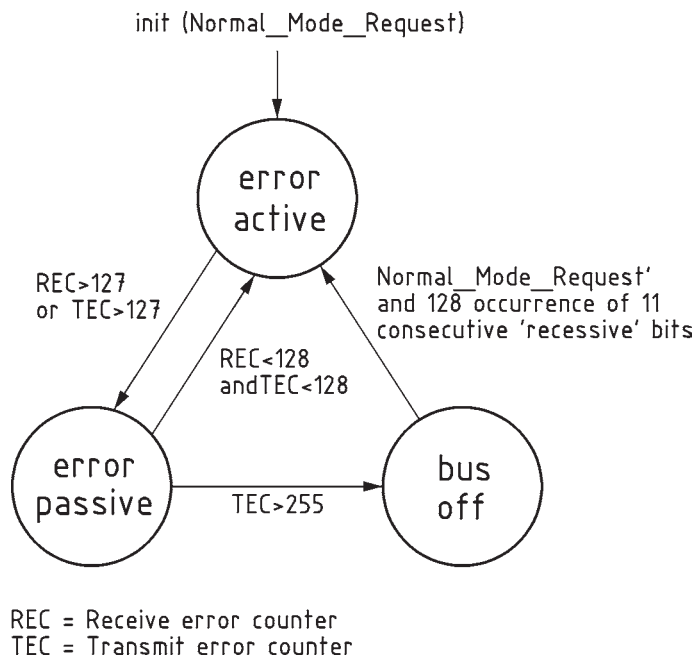 init (Normal_Mode_Request)
error
active
REC>127
or TEC>127
Normal_Mode_Request'
and 128 occurrence of 11
consecutive 'recessive' bits
REC<128
andTEC<128
error
passive
TEC>255
bus
off
REC = Receive error counter
TEC = Transmit error counter